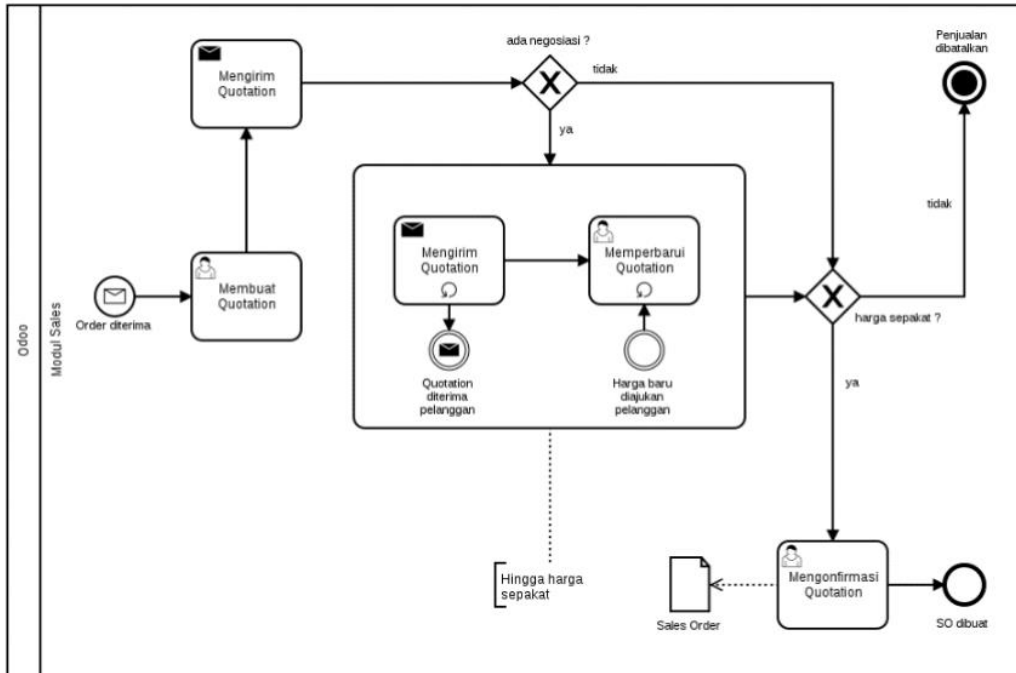 Odoo
Modul Sales
Order diterima
Membuat
Quotation
Mengirim
Quotation
ada negosiasi ?
tidak
ya
Mengirim
Quotation
Quotation
diterima
pelanggan
Memperbarui
Quotation
Harga baru
diajukan
pelanggan
Hingga harga
sepakat
harga sepakat ?
tidak
Penjualan
dibatalkan
ya
Mengonfirmasi
Quotation
Sales Order
SO dibuat